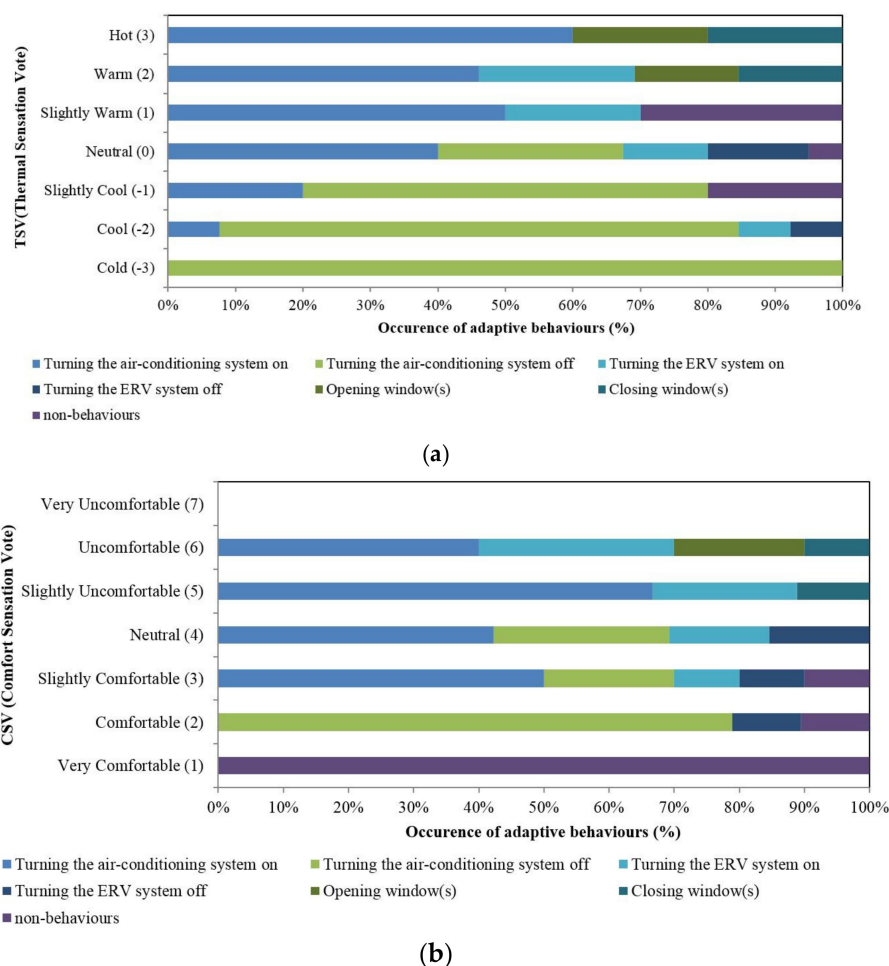 Hot (3)
Warm (2)
Slightly Warm (1)
Neutral (0)
Slightly Cool (-1)
Cool (-2)
Cold (-3)
TSV(Thermal Sensation Vote)
0% 10% 20% 30% 40% 50% 60% 70% 80% 90% 100%
Occurence of adaptive behaviours (%)
Turning the air-conditioning system on Turning the air-conditioning system off Turning the ERV system on
Turning the ERV system off Opening window(s) Closing window(s)
non-behaviours
(a)
Very Uncomfortable (7)
Uncomfortable (6)
Slightly Uncomfortable (5)
Neutral (4)
Slightly Comfortable (3)
Comfortable (2)
Very Comfortable (1)
CSV (Comfort Sensation Vote)
0% 10% 20% 30% 40% 50% 60% 70% 80% 90% 100%
Occurence of adaptive behaviours (%)
Turning the air-conditioning system on Turning the air-conditioning system off Turning the ERV system on
Turning the ERV system off Opening window(s) Closing window(s)
non-behaviours
(b)